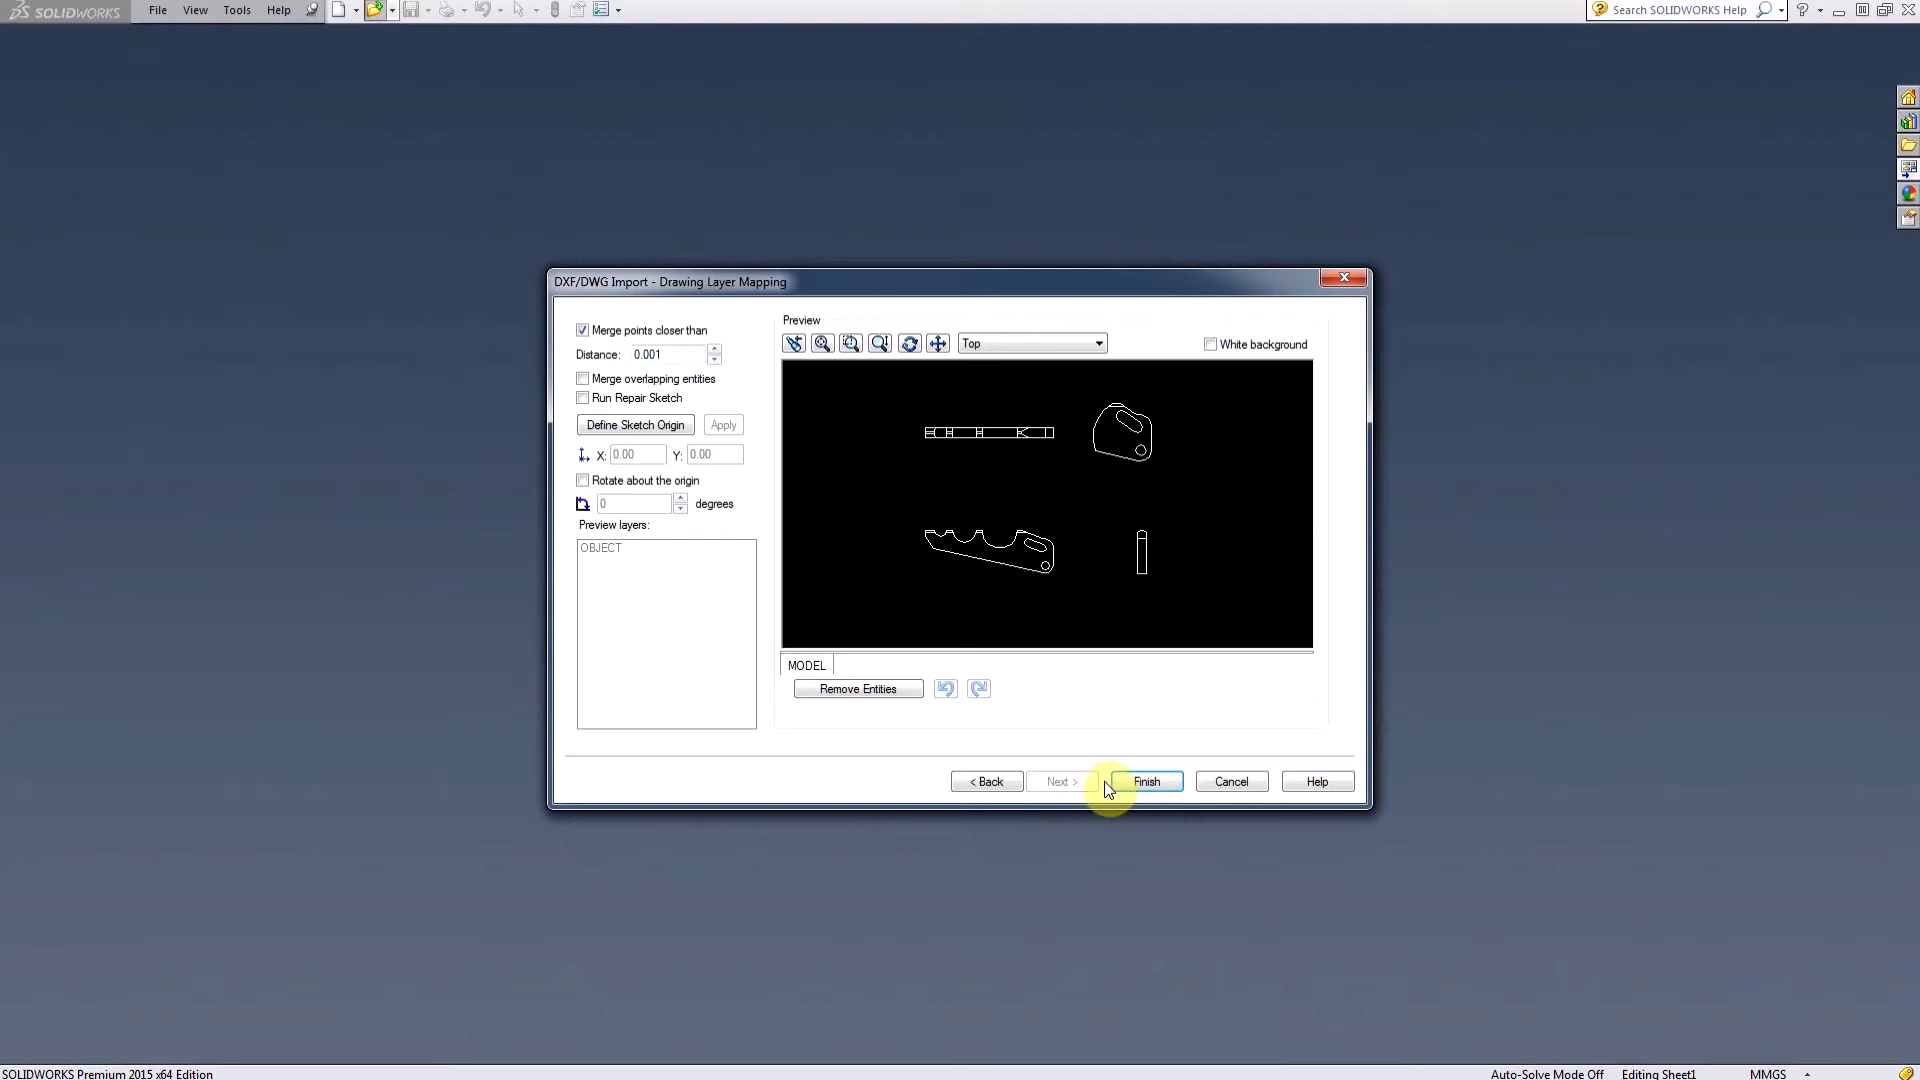 SOLIDWORKS File View Tools Help Search SOLIDWORKS Help
DXF/DWG Import - Drawing Layer Mapping
Merge points closer than
Distance: 0.001
Merge overlapping entities
Run Repair Sketch
Define Sketch Origin Apply
X: 0.00 Y: 0.00
Rotate about the origin
0 degrees
Preview layers:
OBJECT
Preview
Top White background
MODEL
Remove Entities
< Back Next > Finish Cancel Help
SOLIDWORKS Premium 2015 x64 Edition Auto-Solve Mode Off Editing Sheet1 MMGS